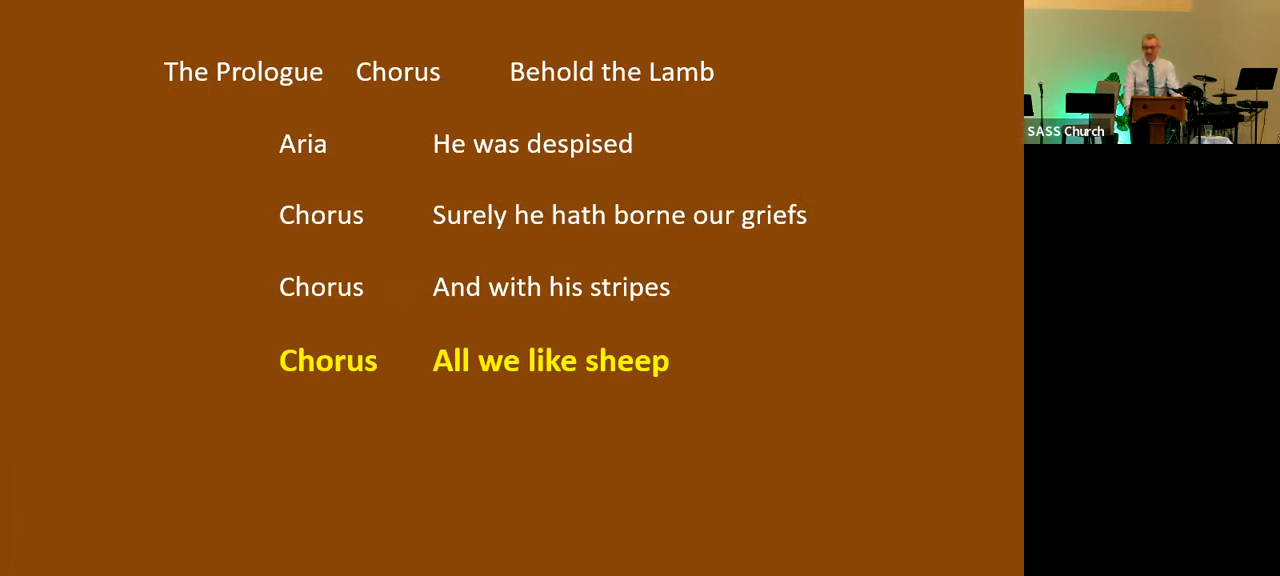 The Prologue Chorus Behold the Lamb
Aria He was despised
Chorus Surely he hath borne our griefs
Chorus And with his stripes
Chorus All we like sheep
SASS Church